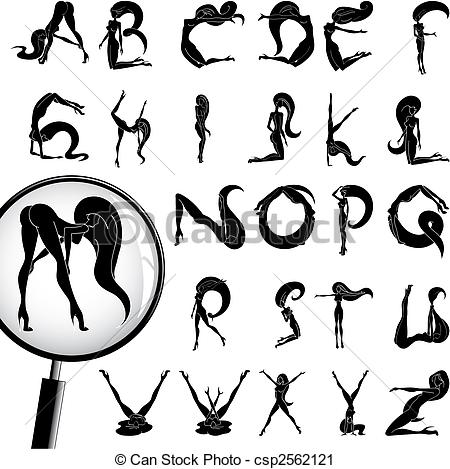 A B C D E F
G H I J K L
M N O P Q
R S T U
V W X Y Z
© Can Stock Photo - csp2562121